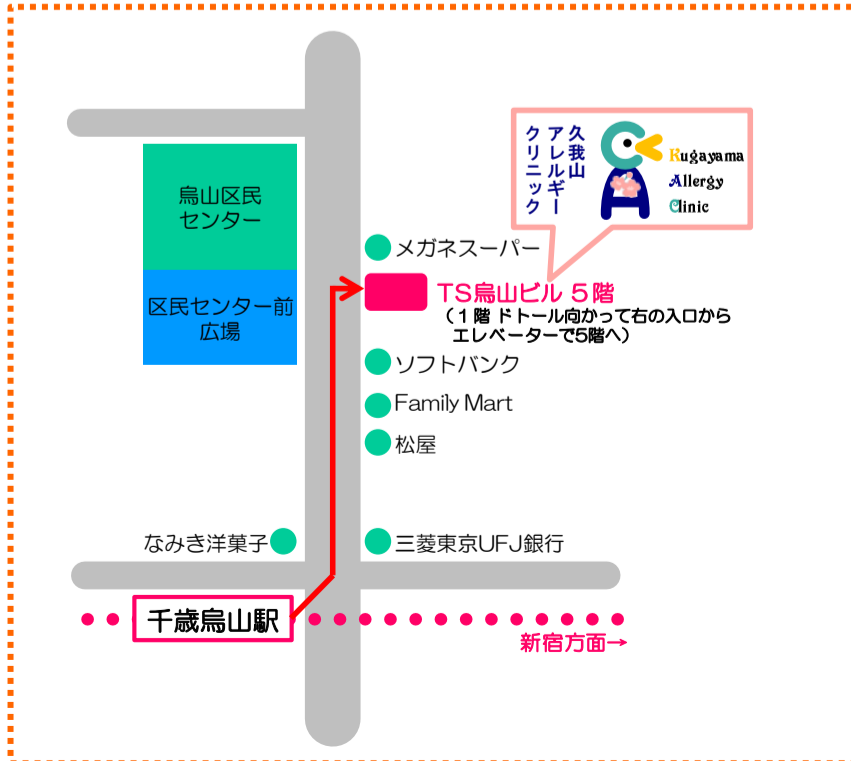 久我山
アレルギー
クリニック
Kugayama
Allergy
Clinic
烏山区民
センター
メガネスーパー
区民センター前
広場
TS烏山ビル 5階
（1階 ドトール向かって右の入口から
エレベーターで5階へ）
ソフトバンク
Family Mart
松屋
なみき洋菓子
三菱東京UFJ銀行
千歳烏山駅
新宿方面→